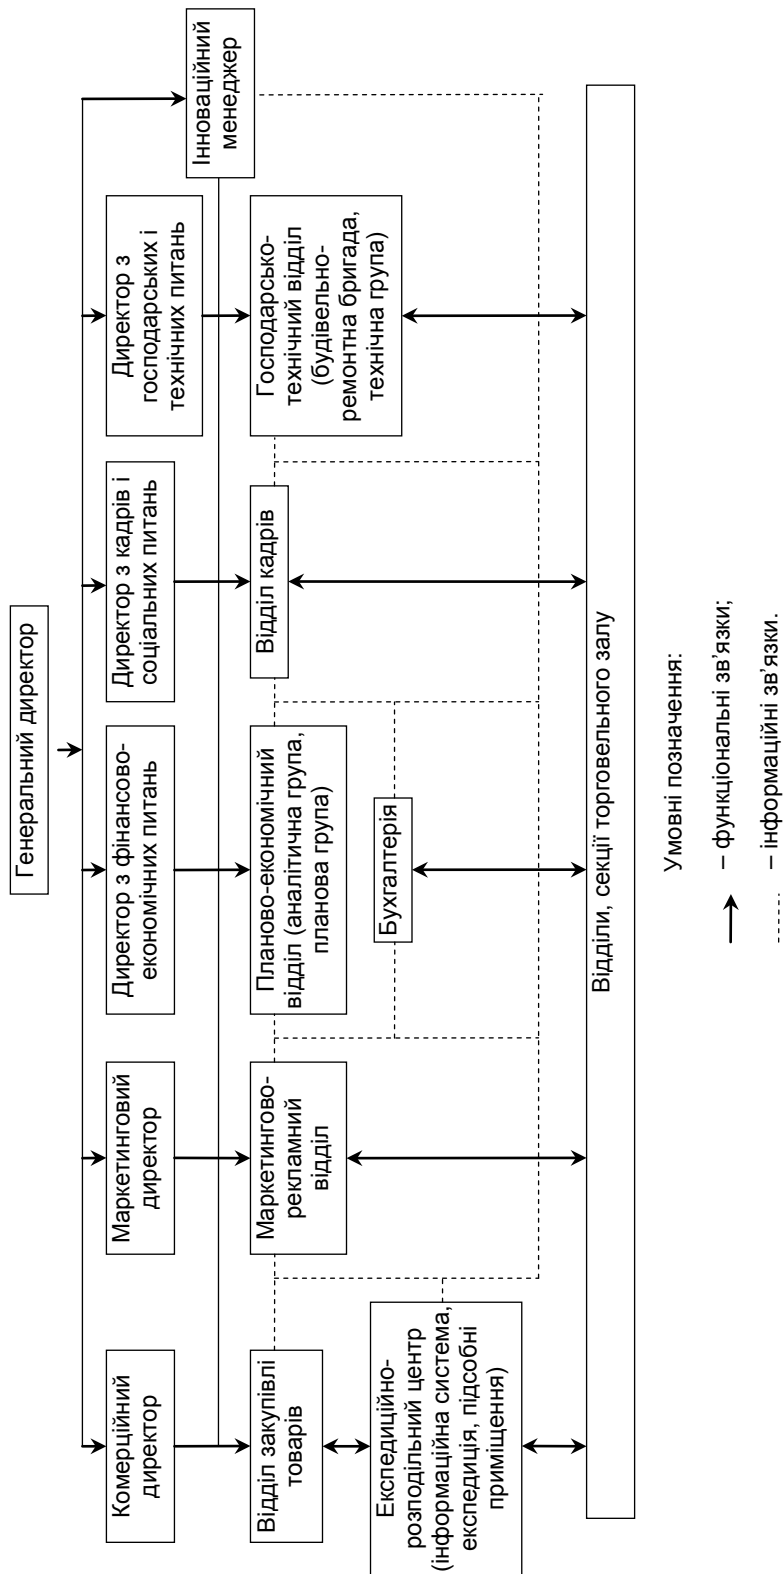 Генеральний директор
Комерційний
директор
Маркетинговий
директор
Директор з фінансово-
економічних питань
Директор з кадрів і
соціальних питань
Директор з
господарських і
технічних питань
Інноваційний
менеджер
Відділ закупівлі
товарів
Маркетингово-
рекламний
відділ
Планово-економічний
відділ (аналітична група,
планова група)
Відділ кадрів
Господарсько-
технічний відділ
(будівельно-
ремонтна бригада,
технічна група)
Експедиційно-
розподільний центр
(інформаційна система,
експедиція, підсобні
приміщення)
Бухгалтерія
Відділи, секції торговельного залу
Умовні позначення:
– функціональні зв’язки;
– інформаційні зв’язки.